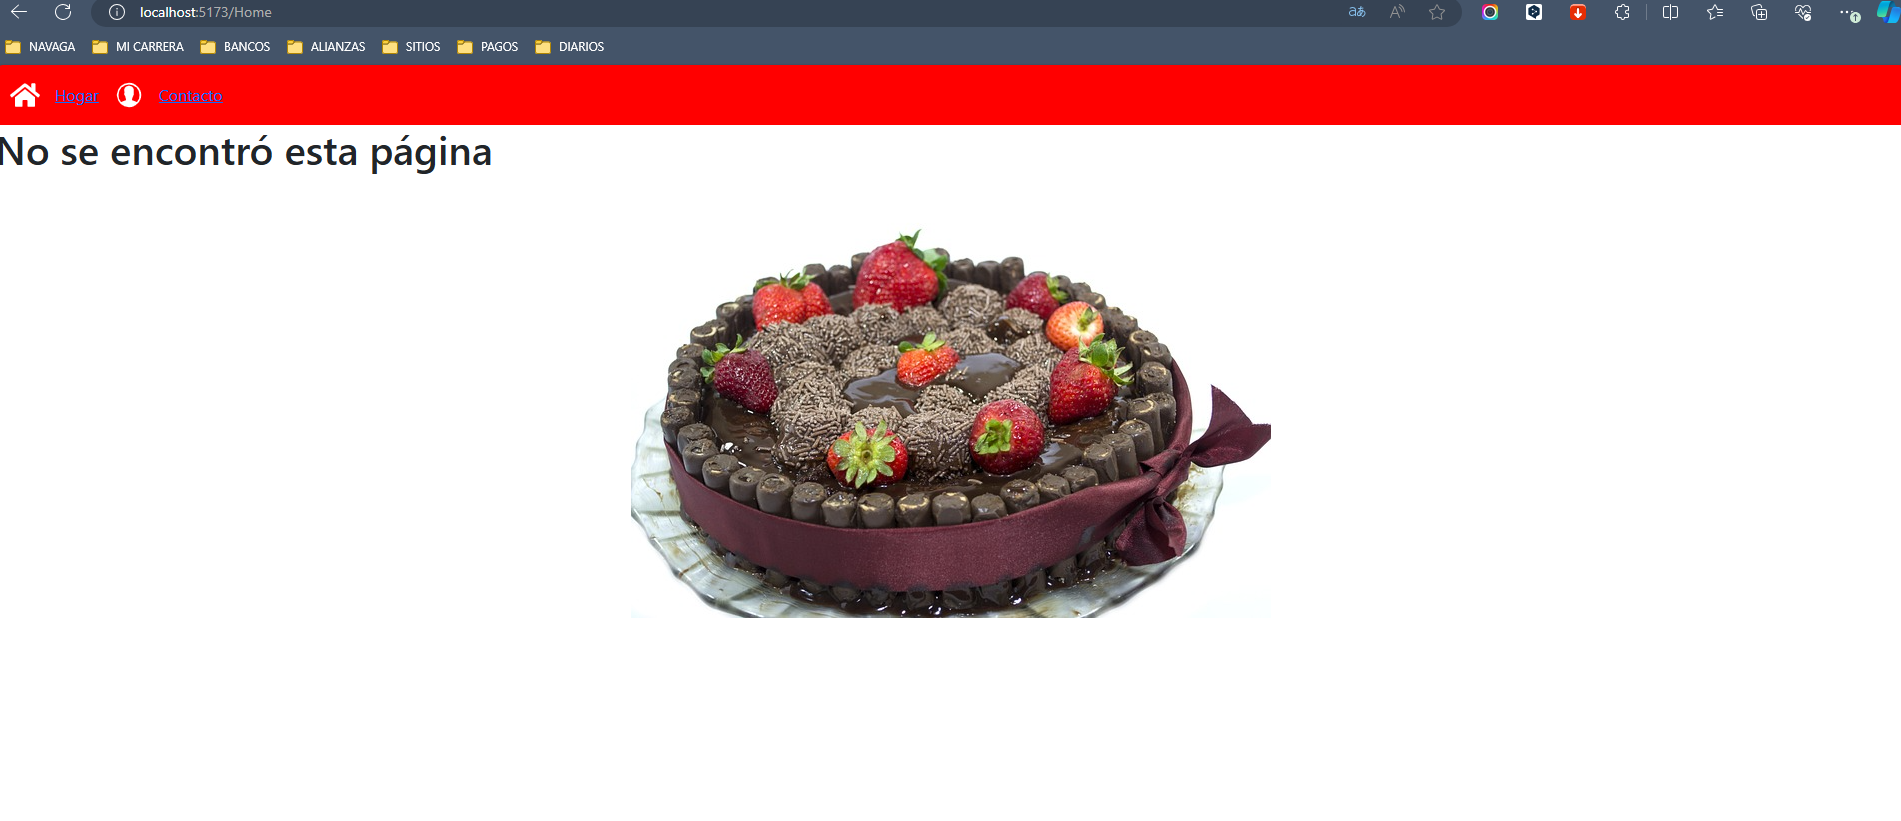 localhost:5173/Home
NAVAGA MI CARRERA BANCOS ALIANZAS SITIOS PAGOS DIARIOS
Hogar Contacto
No se encontró esta página